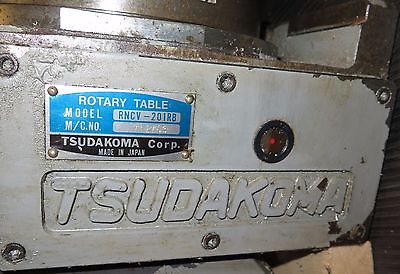 ROTARY TABLE
MODEL RNCV-201RB
M/C.NO.
TSUDAKOMA Corp.
MADE IN JAPAN
TSUDAKOMA